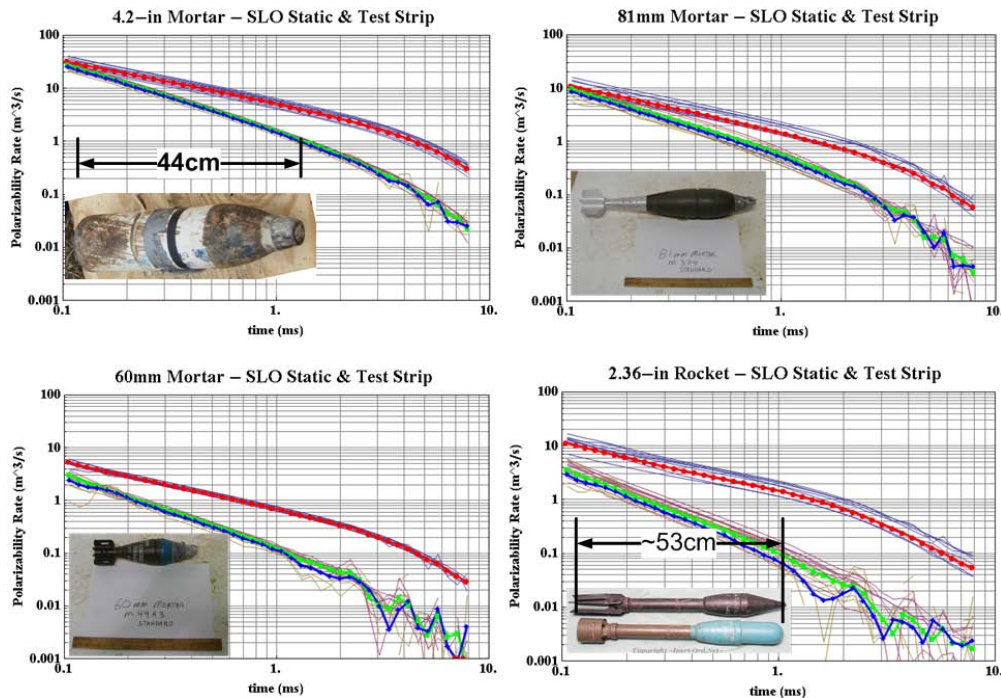 4.2−in Mortar − SLO Static & Test Strip
Polarizability Rate (m^3/s)
100
10
1
0.1
0.01
0.001
44cm
0.1
1.
10.
time (ms)
81mm Mortar − SLO Static & Test Strip
Polarizability Rate (m^3/s)
100
10
1
0.1
0.01
0.001
81mm MORTAR
STANDARD
0.1
1.
10.
time (ms)
60mm Mortar − SLO Static & Test Strip
Polarizability Rate (m^3/s)
100
10
1
0.1
0.01
0.001
60mm MORTAR
M49A3
STANDARD
0.1
1.
10.
time (ms)
2.36−in Rocket − SLO Static & Test Strip
Polarizability Rate (m^3/s)
100
10
1
0.1
0.01
0.001
~53cm
0.1
1.
10.
time (ms)